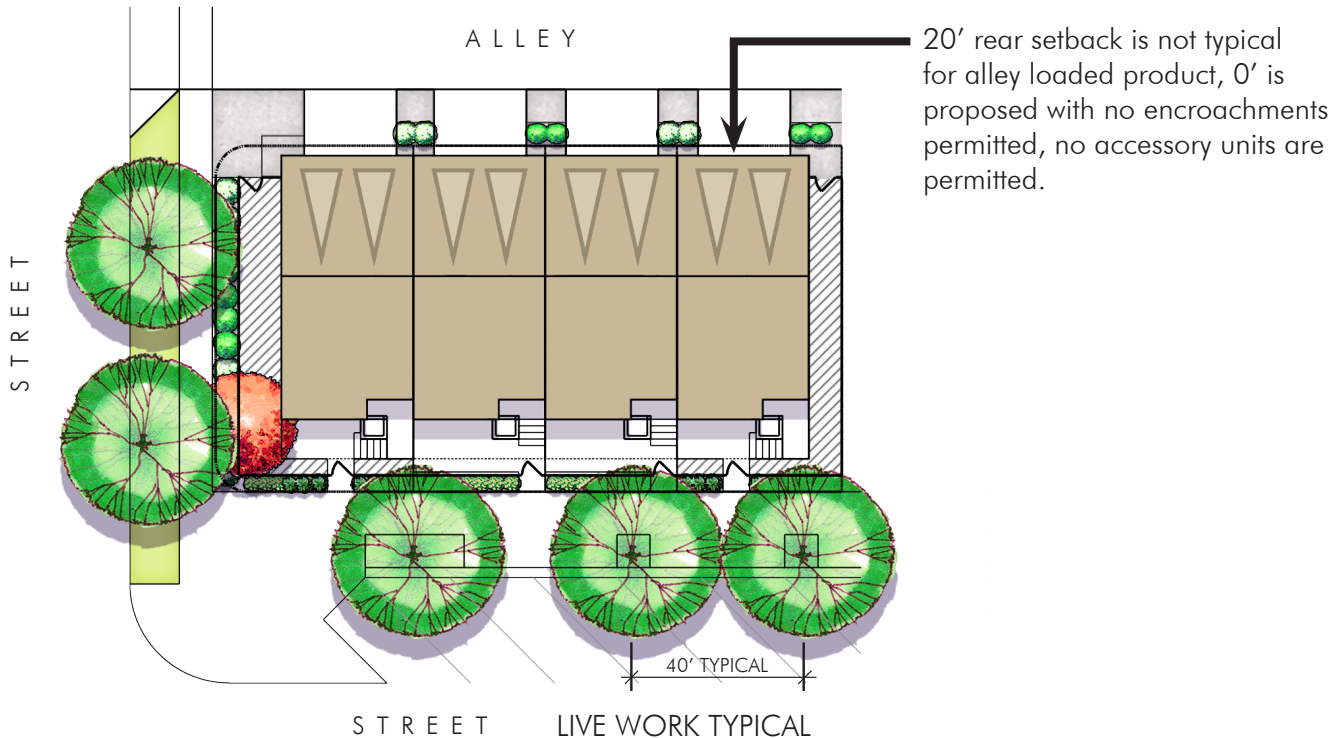 ALLEY
20’ rear setback is not typical
for alley loaded product, 0’ is
proposed with no encroachments
permitted, no accessory units are
permitted.
STREET
40’ TYPICAL
STREET
LIVE WORK TYPICAL